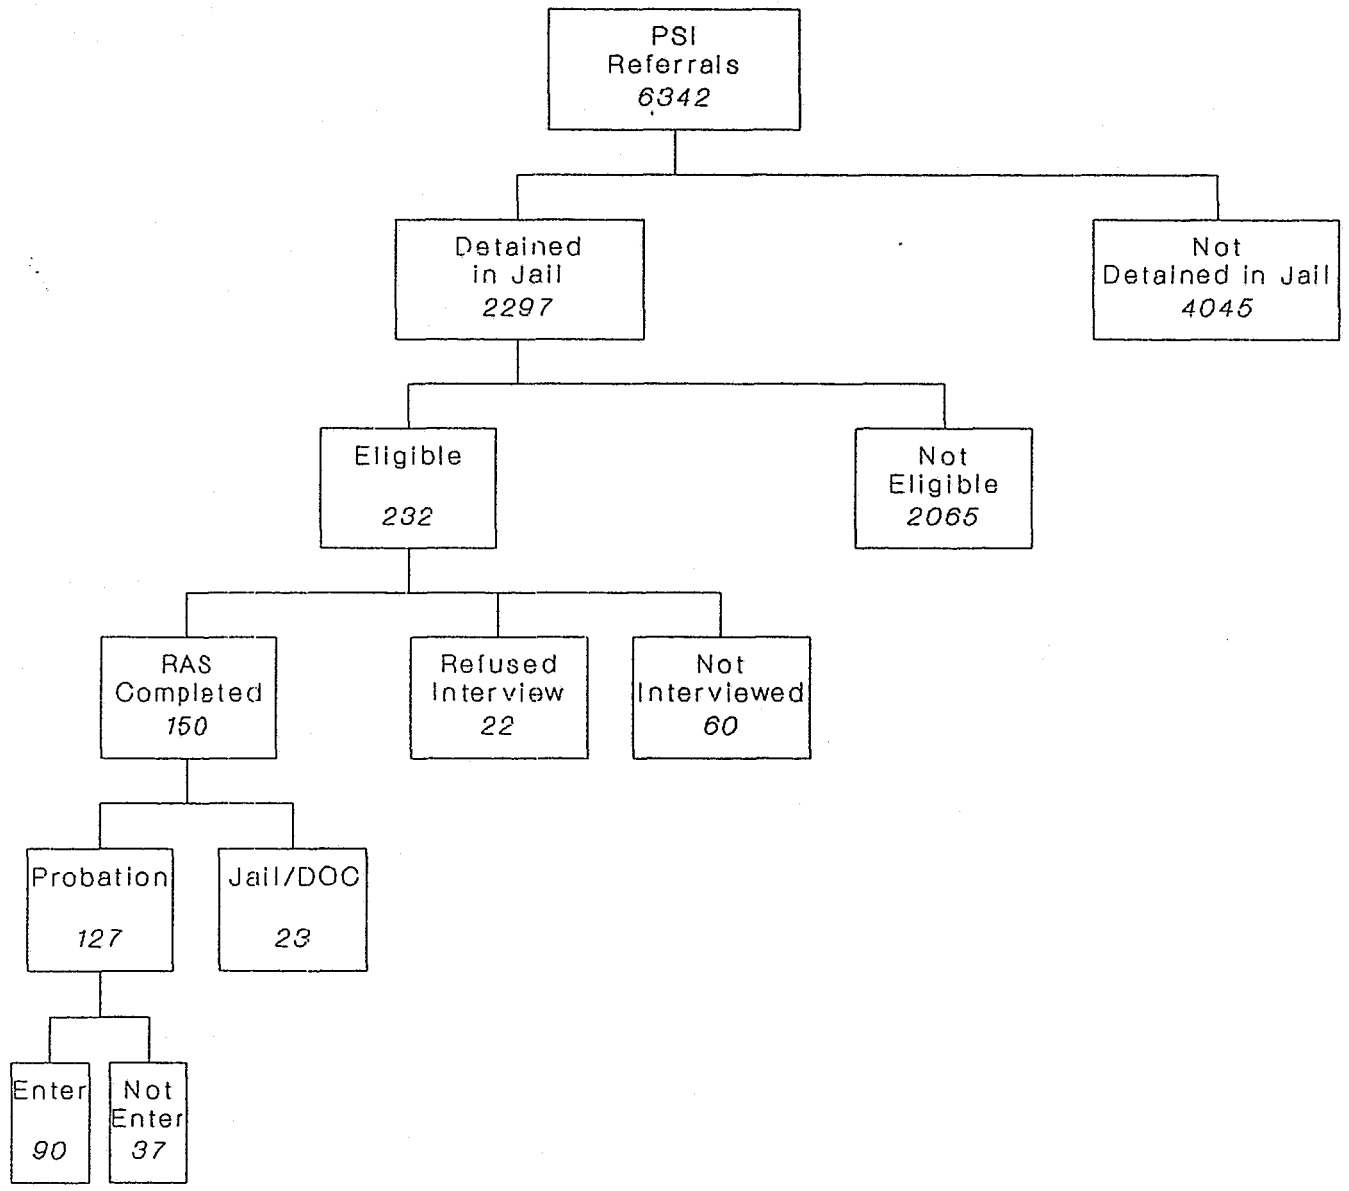 PSI
Referrals
6342
Detained
in Jail
2297
Not
Detained in Jail
4045
Eligible
232
Not
Eligible
2065
RAS
Completed
150
Refused
Interview
22
Not
Interviewed
60
Probation
127
Jail/DOC
23
Enter
90
Not
Enter
37